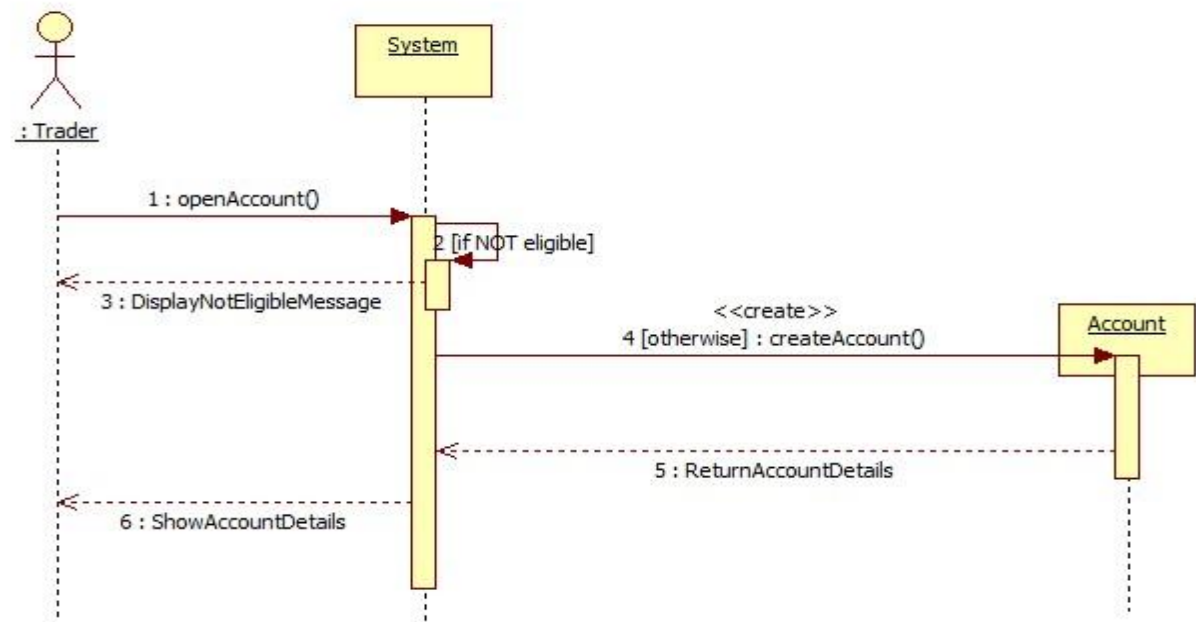 System
: Trader
1 : openAccount()
2 [if NOT eligible]
3 : DisplayNotEligibleMessage
<<create>>
4 [otherwise] : createAccount()
Account
5 : ReturnAccountDetails
6 : ShowAccountDetails